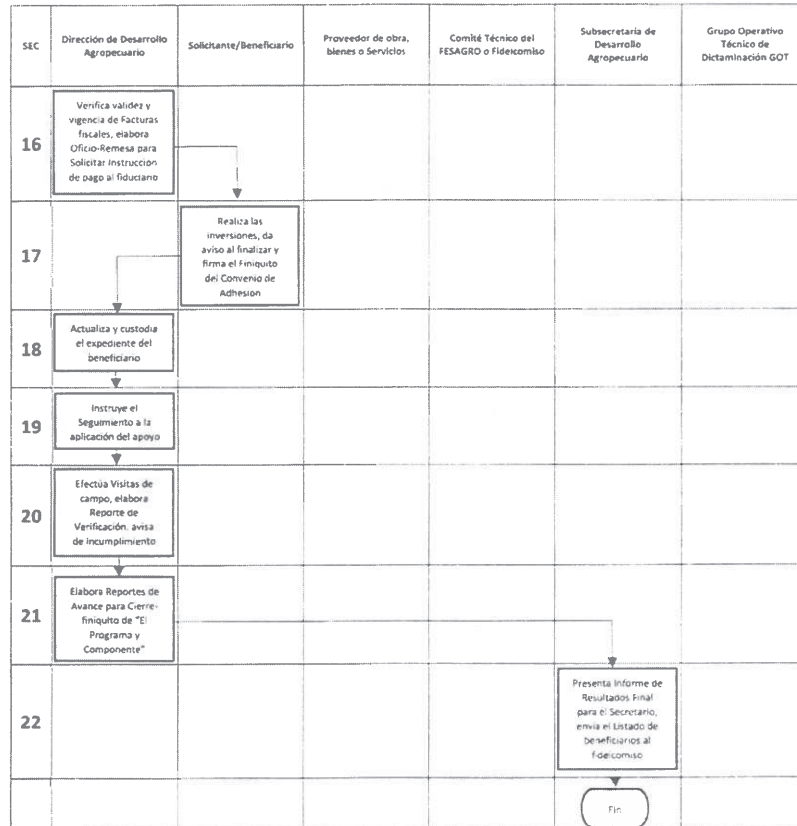 SEC
Dirección de Desarrollo
Agropecuario
Solicitante/Beneficiario
Proveedor de obra,
bienes o Servicios
Comité Técnico del
FESAGRO o Fideicomiso
Subsecretaría de
Desarrollo
Agropecuario
Grupo Operativo
Técnico de
Dictaminación GOT
16
Verifica validez y
vigencia de Facturas
fiscales, elabora
Oficio-Remesa para
Solicitar Instrucción
de pago al fiduciario
17
Realiza las
inversiones, da
aviso al finalizar y
firma el Finiquito
del Convenio de
Adhesión
18
Actualiza y custodia
el expediente del
beneficiario
19
Instruye el
Seguimiento a la
aplicación del apoyo
20
Efectúa Visitas de
campo, elabora
Reporte de
Verificación, avisa
de Incumplimiento
21
Elabora Reportes de
Avance para Cierre-
finiquito de "El
Programa y
Componente"
22
Presenta Informe de
Resultados Final
para el Secretario,
envía el Listado de
beneficiarios al
fideicomiso
Fin